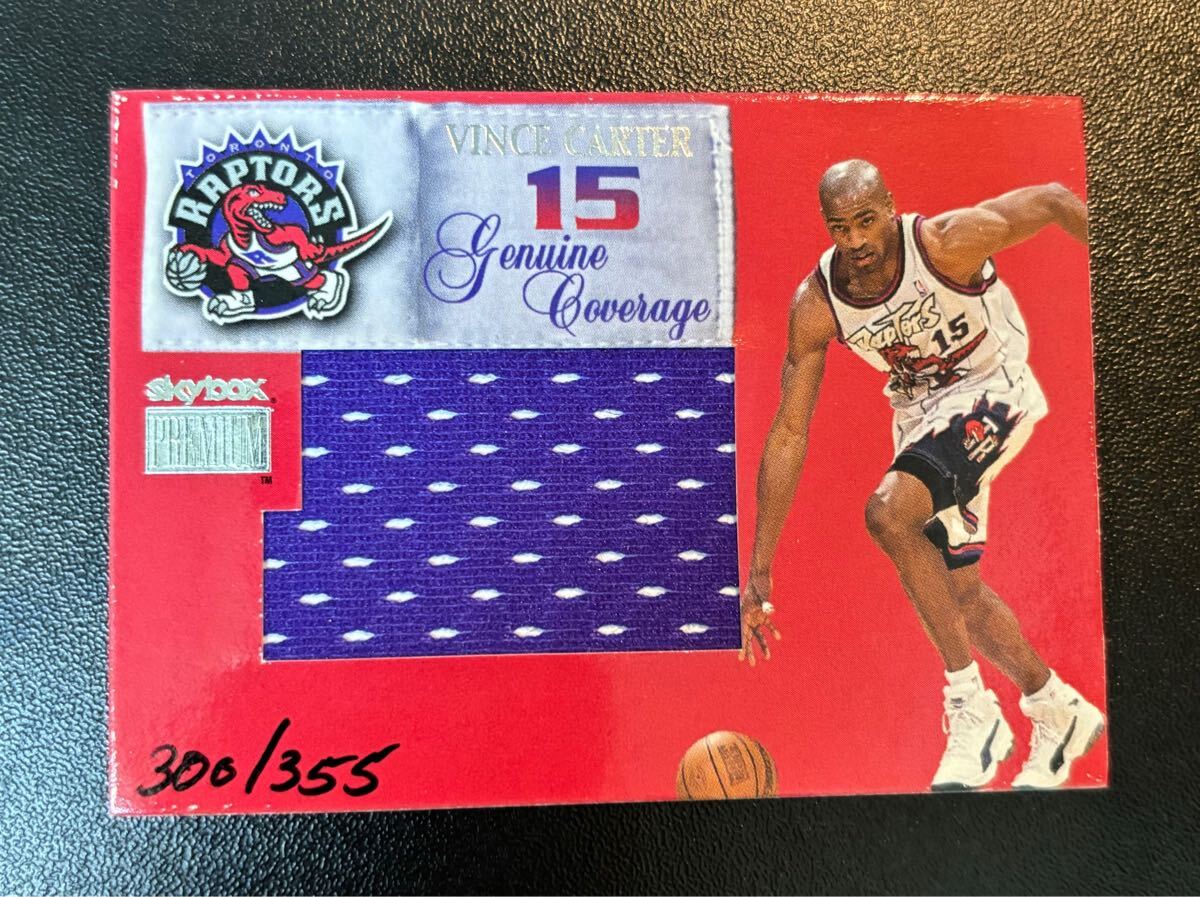 TORONTO
RAPTORS
VINCE CARTER
15
Genuine
Coverage
skybox
PREMIUM
TM
RAPTORS
15
300/355